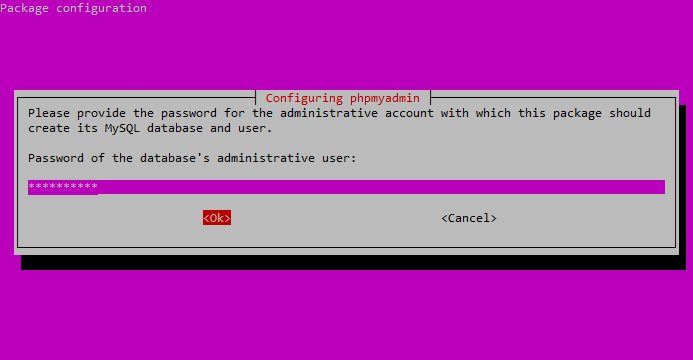 Package configuration
Configuring phpmyadmin
Please provide the password for the administrative account with which this package should
create its MySQL database and user.
Password of the database's administrative user:
**********
<Ok> <Cancel>